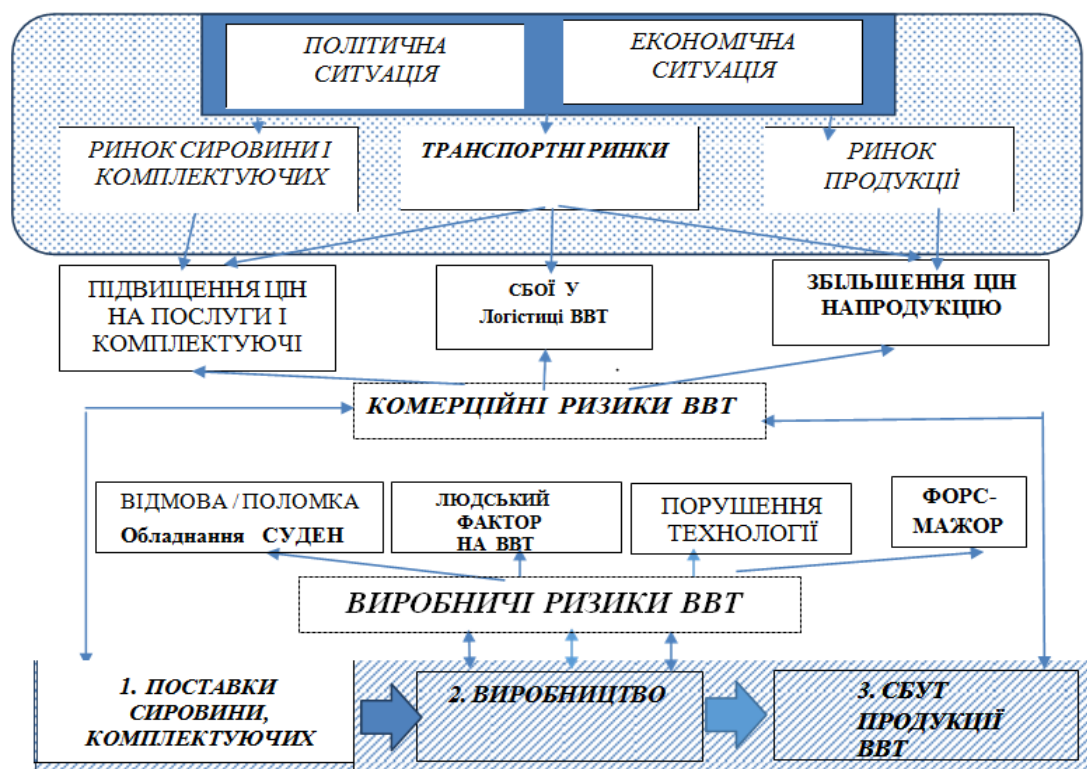 ПОЛІТИЧНА
СИТУАЦІЯ
ЕКОНОМІЧНА
СИТУАЦІЯ
РИНОК СИРОВИНИ І
КОМПЛЕКТУЮЧИХ
ТРАНСПОРТНІ РИНКИ
РИНОК
ПРОДУКЦІЇ
ПІДВИЩЕННЯ ЦІН
НА ПОСЛУГИ І
КОМПЛЕКТУЮЧІ
СБОЇ У
Логістиці ВВТ
ЗБІЛЬШЕННЯ ЦІН
НАПРОДУКЦІЮ
КОМЕРЦІЙНІ РИЗИКИ ВВТ
ВІДМОВА / ПОЛОМКА
Обладнання СУДЕН
ЛЮДСЬКИЙ
ФАКТОР
НА ВВТ
ПОРУШЕННЯ
ТЕХНОЛОГІЇ
ФОРС-
МАЖОР
ВИРОБНИЧІ РИЗИКИ ВВТ
1. ПОСТАВКИ
СИРОВИНИ,
КОМПЛЕКТУЮЧИХ
2. ВИРОБНИЦТВО
3. СБУТ
ПРОДУКЦІЇ
ВВТ